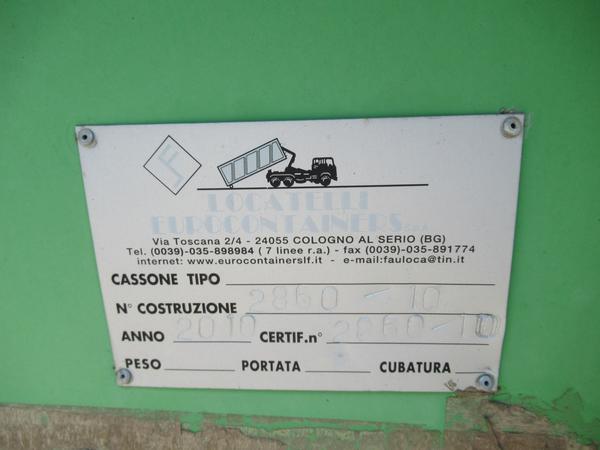 LF
LOCATELLI
EUROCONTAINERS S.p.A.
Via Toscana 2/4 - 24055 COLOGNO AL SERIO (BG)
Tel. (0039)-035-898984 ( 7 linee r.a.) - fax (0039)-035-891774
internet: www.eurocontainerslf.it - e-mail:fauloca@tin.it
CASSONE TIPO
N° COSTRUZIONE 2860 - 10
ANNO 2010 CERTIF.n° 2860-10
PESO PORTATA CUBATURA